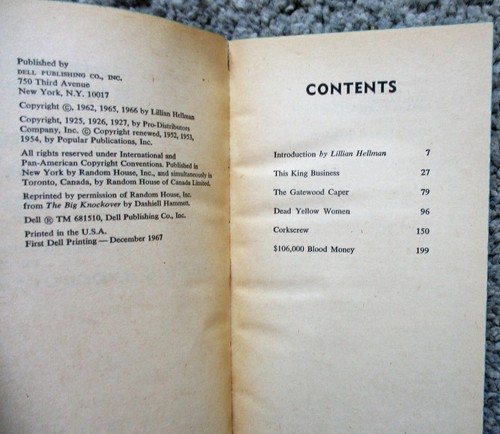 Published by
DELL PUBLISHING CO., INC.
750 Third Avenue
New York, N.Y. 10017
Copyright ©, 1962, 1965, 1966 by Lillian Hellman
Copyright, 1925, 1926, 1927, by Pro-Distributors
Company, Inc. © Copyright renewed, 1952, 1953,
1954, by Popular Publications, Inc.
All rights reserved under International and
Pan-American Copyright Conventions. Published in
New York by Random House, Inc., and simultaneously in
Toronto, Canada, by Random House of Canada Limited.
Reprinted by permission of Random House, Inc.
from The Big Knockover by Dashiell Hammett.
Dell ® TM 681510, Dell Publishing Co., Inc.
Printed in the U.S.A.
First Dell Printing—December 1967
CONTENTS
Introduction by Lillian Hellman 7
This King Business 27
The Gatewood Caper 79
Dead Yellow Women 96
Corkscrew 150
$106,000 Blood Money 199